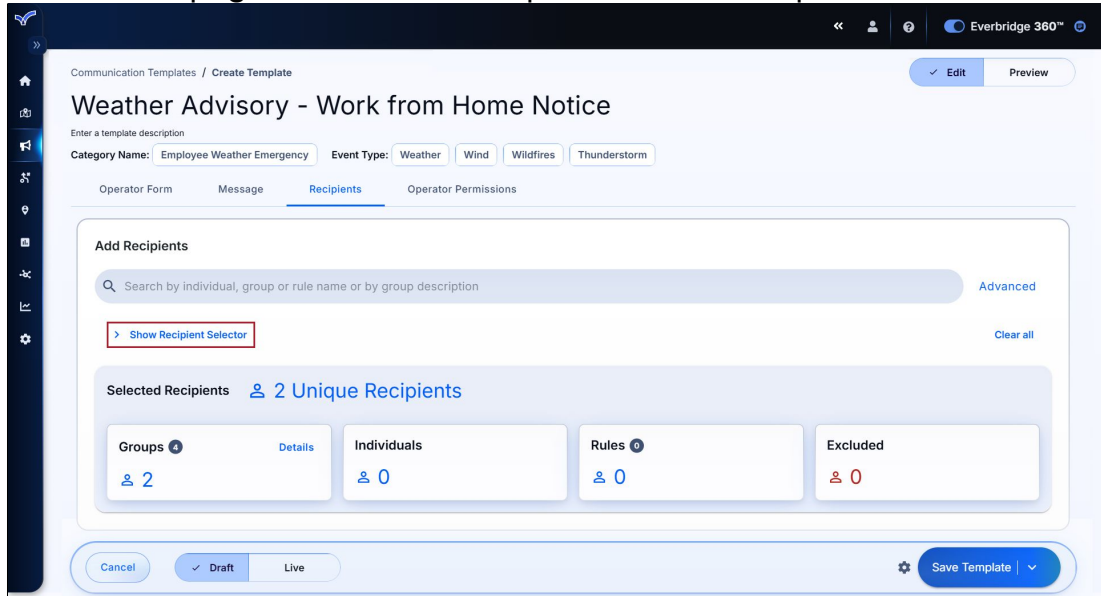 « Everbridge 360™
»
Communication Templates / Create Template
Edit Preview
Weather Advisory - Work from Home Notice
Enter a template description
Category Name: Employee Weather Emergency Event Type: Weather Wind Wildfires Thunderstorm
Operator Form Message Recipients Operator Permissions
Add Recipients
Search by individual, group or rule name or by group description Advanced
> Show Recipient Selector Clear all
Selected Recipients 2 Unique Recipients
Groups 4 Details Individuals Rules 0 Excluded
2 0 0 0
Cancel Draft Live Save Template